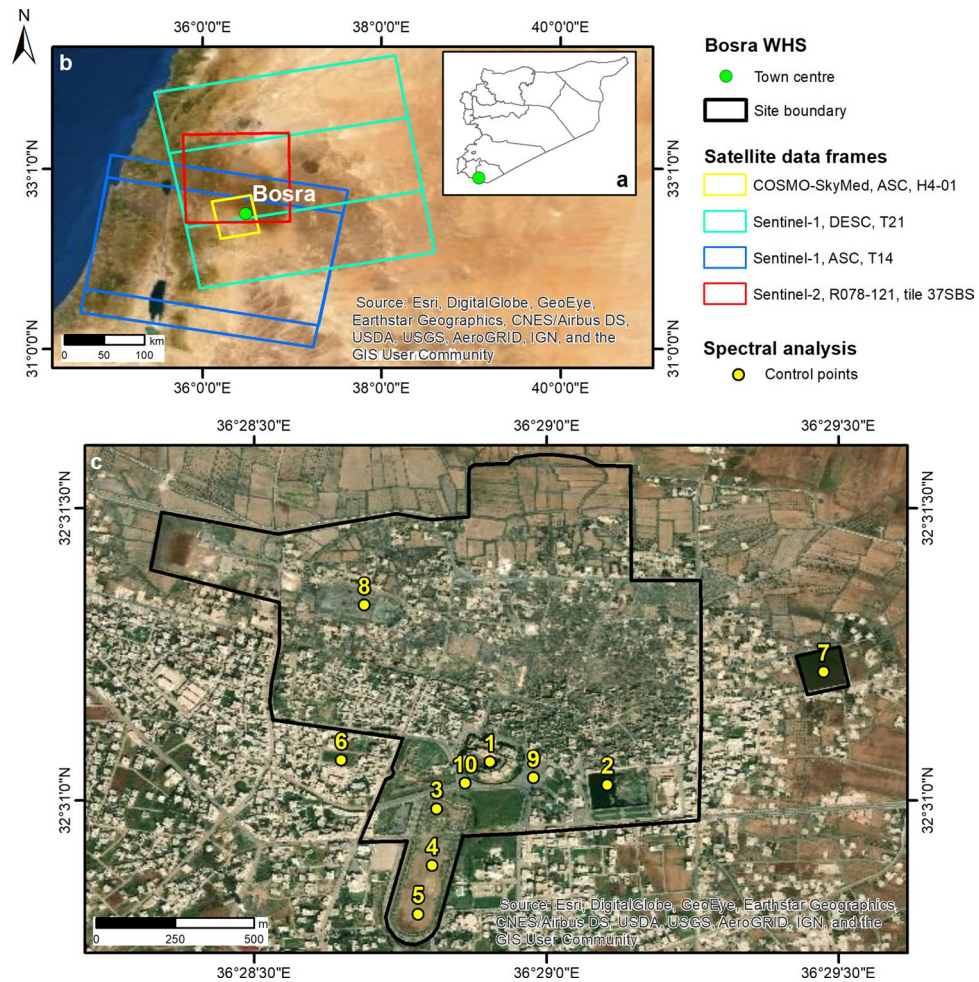 N
36°0'0"E
38°0'0"E
40°0'0"E
b
a
33°1'0"N
33°1'0"N
Bosra
Source: Esri, DigitalGlobe, GeoEye,
Earthstar Geographics, CNES/Airbus DS,
USDA, USGS, AeroGRID, IGN, and the
GIS User Community
km
0 50 100
31°0'0"N
31°0'0"N
36°0'0"E
38°0'0"E
40°0'0"E
Bosra WHS
Town centre
Site boundary
Satellite data frames
COSMO-SkyMed, ASC, H4-01
Sentinel-1, DESC, T21
Sentinel-1, ASC, T14
Sentinel-2, R078-121, tile 37SBS
Spectral analysis
Control points
36°28'30"E
36°29'0"E
36°29'30"E
c
32°31'30"N
32°31'30"N
8
7
6
1
10
9
2
3
4
5
32°31'0"N
32°31'0"N
Source: Esri, DigitalGlobe, GeoEye, Earthstar Geographics,
CNES/Airbus DS, USDA, USGS, AeroGRID, IGN, and the
GIS User Community
m
0 250 500
36°28'30"E
36°29'0"E
36°29'30"E